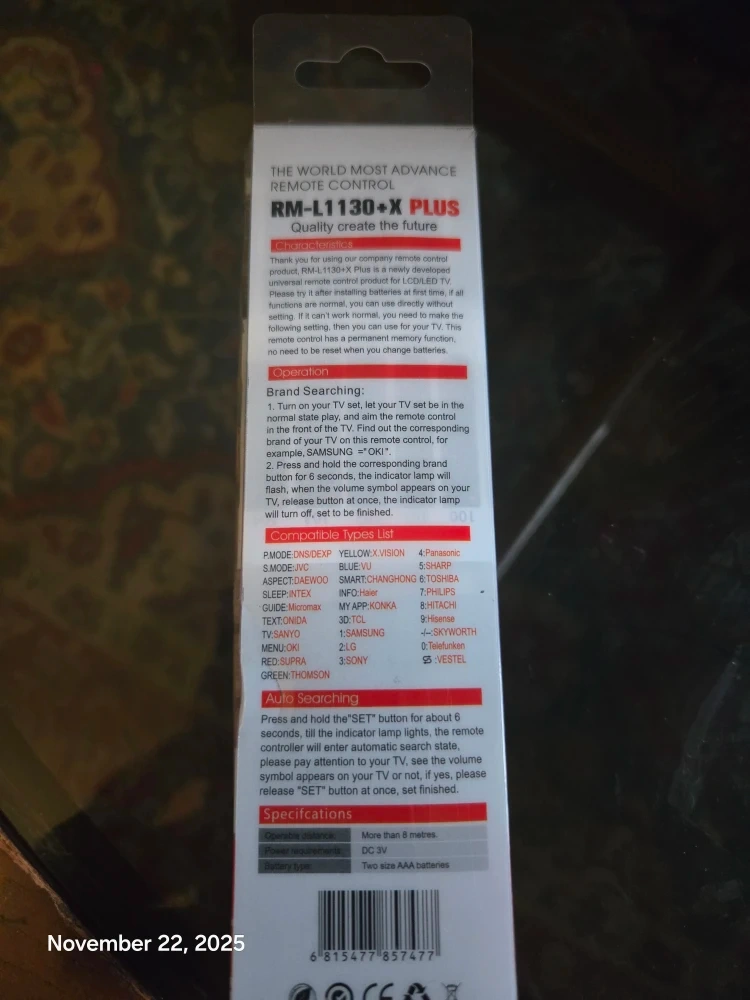 THE WORLD MOST ADVANCE
REMOTE CONTROL
RM-L1130+X PLUS
Quality create the future
Characteristics
Thank you for using our company remote control
product, RM-L1130+X Plus is a newly developed
universal remote control product for LCD/LED TV.
Please try it after installing batteries at first time, if all
functions are normal, you can use directly without
setting. If it can't work normal, you need to make the
following setting, then you can use for your TV. This
remote control has a permanent memory function,
no need to be reset when you change batteries.
Operation
Brand Searching:
1. Turn on your TV set, let your TV set be in the
normal state play, and aim the remote control
in the front of the TV. Find out the corresponding
brand of your TV on this remote control, for
example, SAMSUNG ="OKI".
2. Press and hold the corresponding brand
button for 6 seconds, the indicator lamp will
flash, when the volume symbol appears on your
TV, release button at once, the indicator lamp
will turn off, set to be finished.
Compatible Types List
P.MODE:DNS/DEXP YELLOW:X.VISION 4:Panasonic
S.MODE:JVC BLUE:VU 5:SHARP
ASPECT:DAEWOO SMART:CHANGHONG 6:TOSHIBA
SLEEP:INTEX INFO:Haier 7:PHILIPS
GUIDE:Micromax MY APP:KONKA 8:HITACHI
TEXT:ONIDA 3D:TCL 9:Hisense
TV:SANYO 1:SAMSUNG -/--:SKYWORTH
MENU:OKI 2:LG 0:Telefunken
RED:SUPRA 3:SONY :VESTEL
GREEN:THOMSON
Auto Searching
Press and hold the"SET" button for about 6
seconds, till the indicator lamp lights, the remote
controller will enter automatic search state,
please pay attention to your TV, see the volume
symbol appears on your TV or not, if yes, please
release "SET" button at once, set finished.
Specifcations
Operable distance: More than 8 metres
Power requirements: DC 3V
Battery type: Two size AAA batteries
6 815477 857477
CE
November 22, 2025